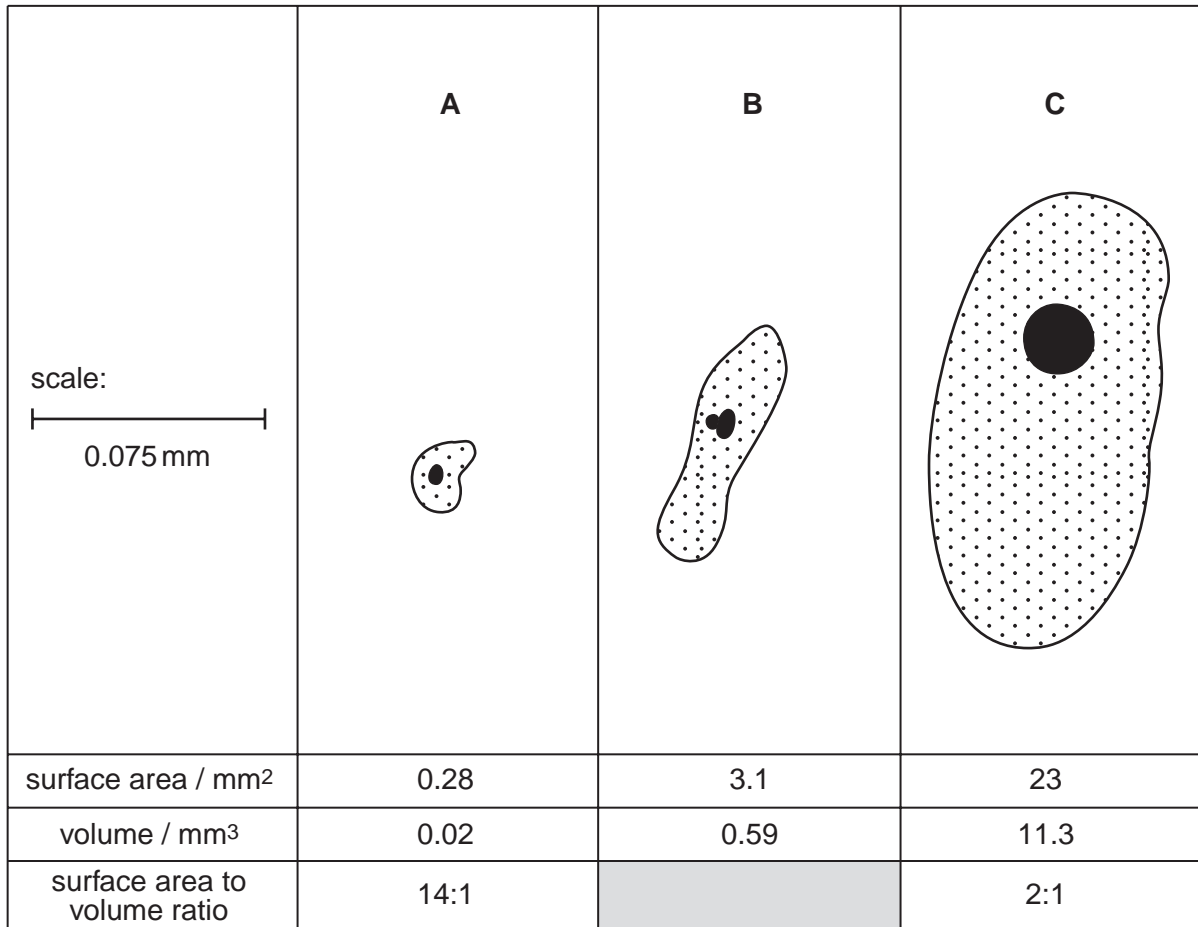 A
B
C
scale:
0.075 mm
surface area / mm²
0.28
3.1
23
volume / mm³
0.02
0.59
11.3
surface area to
volume ratio
14:1
2:1